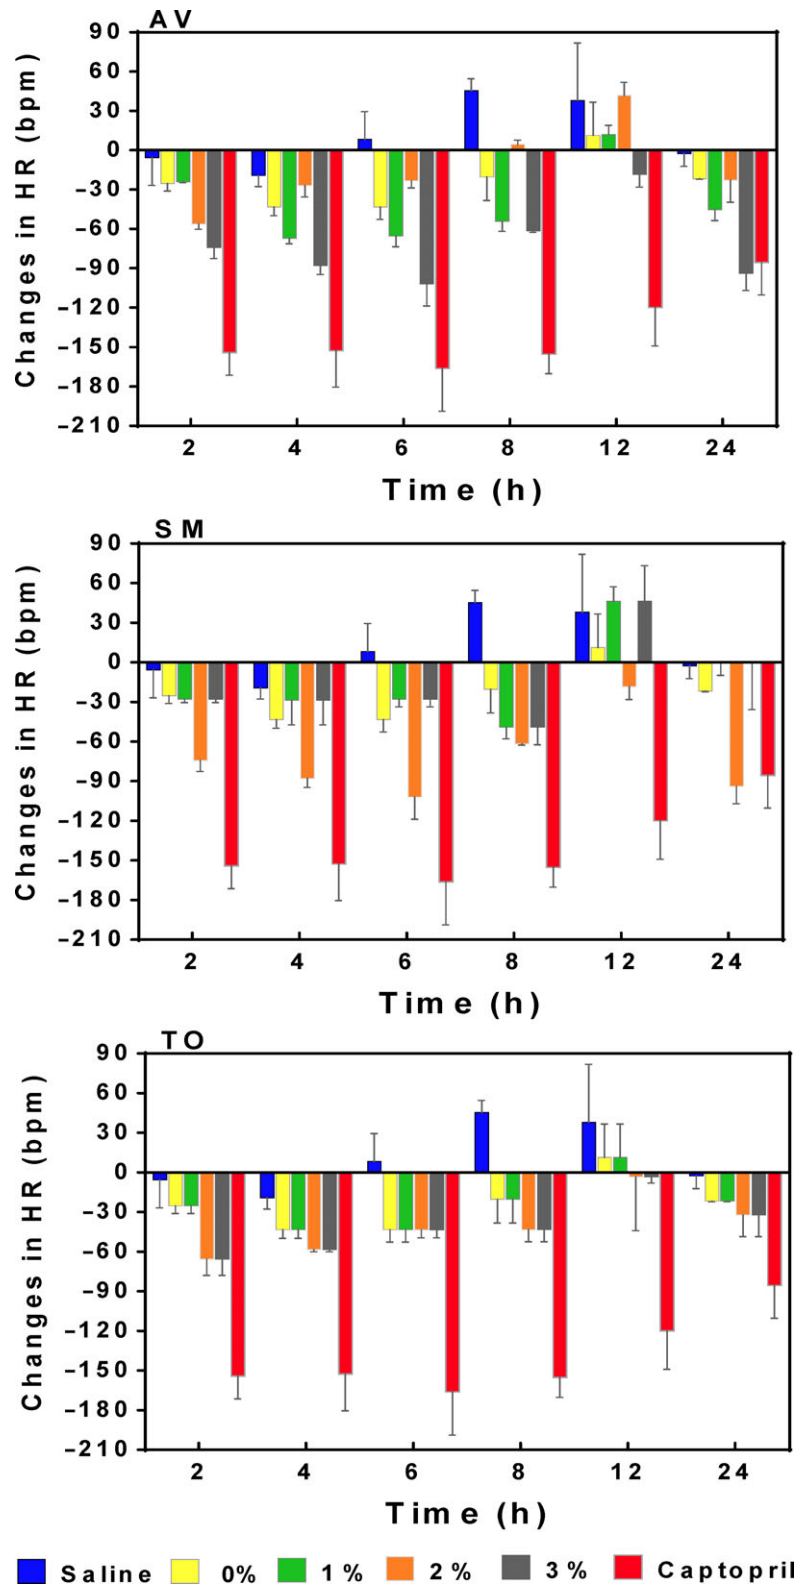 AV
90
60
30
0
-30
-60
-90
-120
-150
-180
-210
Changes in HR (bpm)
2 4 6 8 12 24
Time (h)
SM
90
60
30
0
-30
-60
-90
-120
-150
-180
-210
Changes in HR (bpm)
2 4 6 8 12 24
Time (h)
TO
90
60
30
0
-30
-60
-90
-120
-150
-180
-210
Changes in HR (bpm)
2 4 6 8 12 24
Time (h)
Saline 0% 1% 2% 3% Captopril